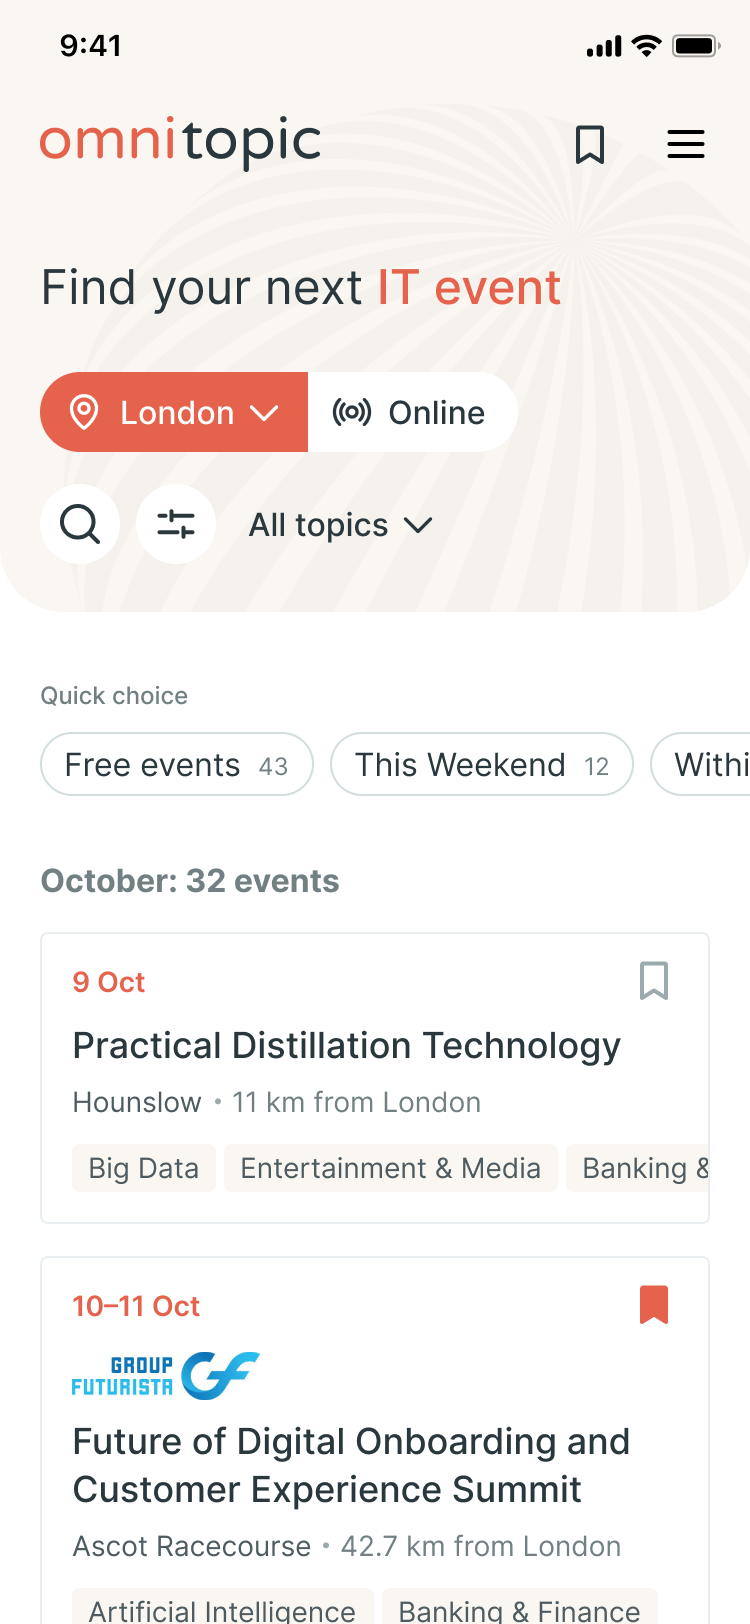 9:41
omnitopic
Find your next IT event
London
Online
All topics
Quick choice
Free events 43
This Weekend 12
Withi
October: 32 events
9 Oct
Practical Distillation Technology
Hounslow • 11 km from London
Big Data
Entertainment & Media
Banking &
10–11 Oct
GROUP
FUTURISTA
GF
Future of Digital Onboarding and
Customer Experience Summit
Ascot Racecourse • 42.7 km from London
Artificial Intelligence
Banking & Finance